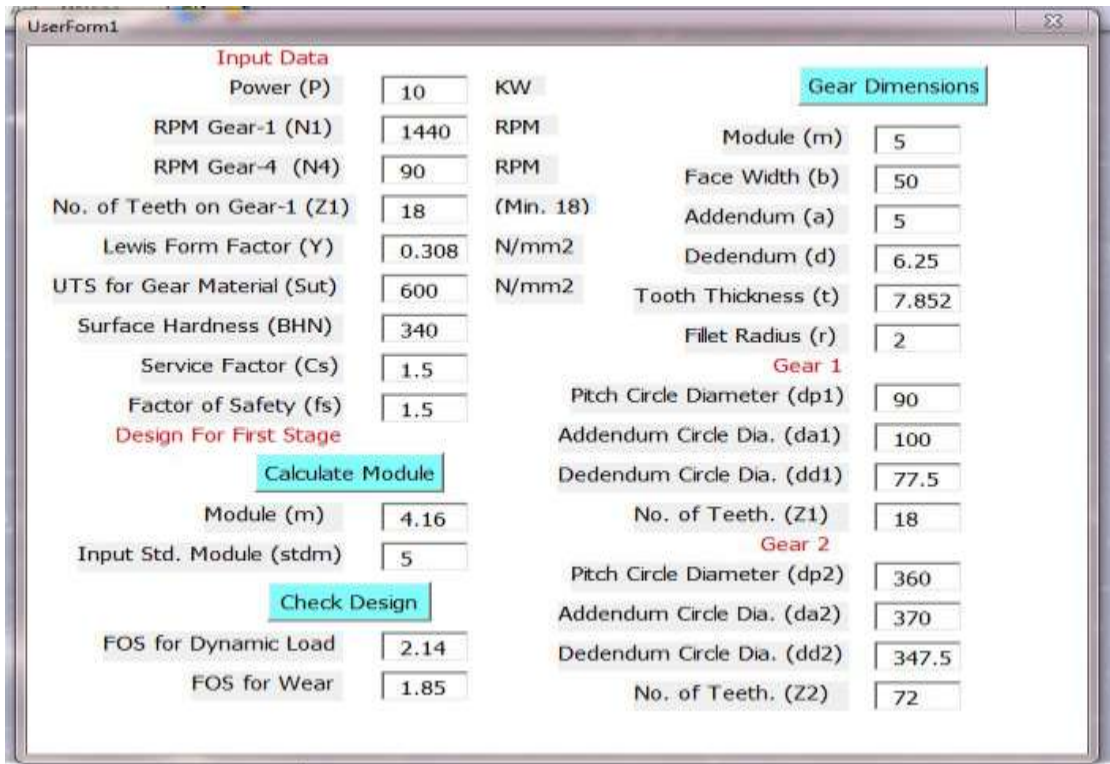 UserForm1
Input Data
Power (P) 10 KW
RPM Gear-1 (N1) 1440 RPM
RPM Gear-4 (N4) 90 RPM
No. of Teeth on Gear-1 (Z1) 18 (Min. 18)
Lewis Form Factor (Y) 0.308 N/mm2
UTS for Gear Material (Sut) 600 N/mm2
Surface Hardness (BHN) 340
Service Factor (Cs) 1.5
Factor of Safety (fs) 1.5
Design For First Stage
Calculate Module
Module (m) 4.16
Input Std. Module (stdm) 5
Check Design
FOS for Dynamic Load 2.14
FOS for Wear 1.85
Gear Dimensions
Module (m) 5
Face Width (b) 50
Addendum (a) 5
Dedendum (d) 6.25
Tooth Thickness (t) 7.852
Fillet Radius (r) 2
Gear 1
Pitch Circle Diameter (dp1) 90
Addendum Circle Dia. (da1) 100
Dedendum Circle Dia. (dd1) 77.5
No. of Teeth. (Z1) 18
Gear 2
Pitch Circle Diameter (dp2) 360
Addendum Circle Dia. (da2) 370
Dedendum Circle Dia. (dd2) 347.5
No. of Teeth. (Z2) 72